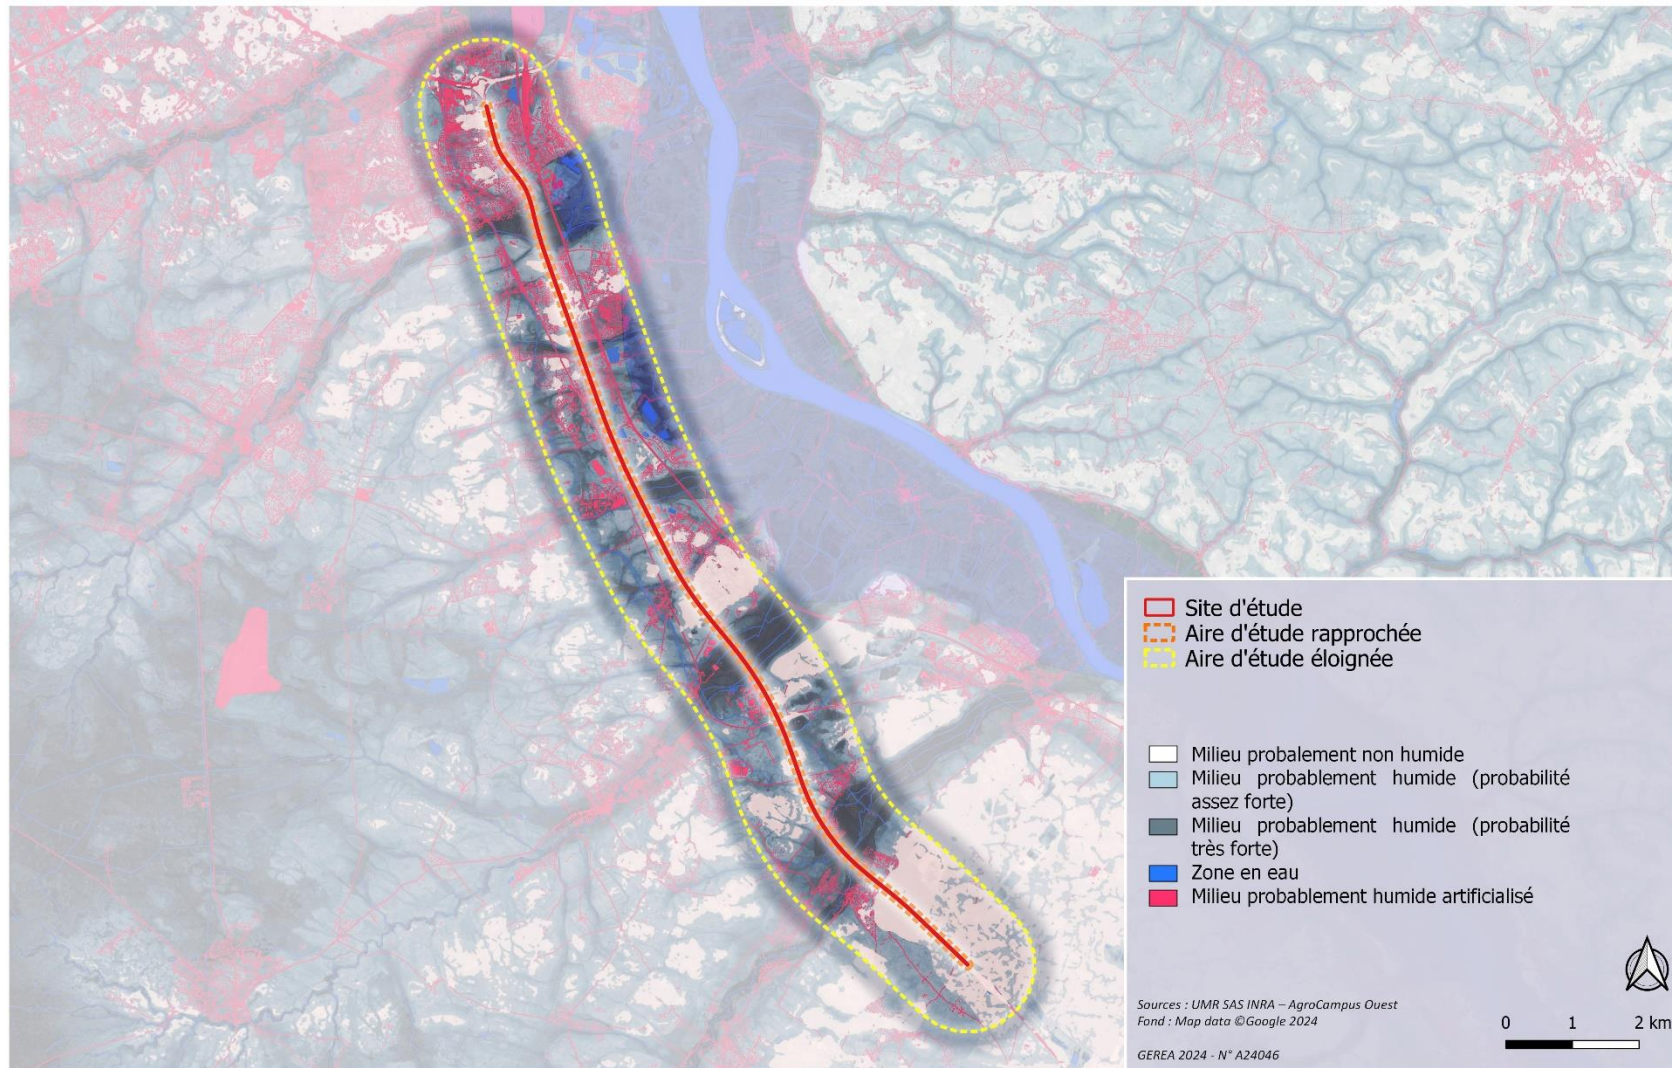 Site d'étude
Aire d'étude rapprochée
Aire d'étude éloignée
Milieu probalement non humide
Milieu probablement humide (probabilité
assez forte)
Milieu probablement humide (probabilité
très forte)
Zone en eau
Milieu probablement humide artificialisé
Sources : UMR SAS INRA – AgroCampus Ouest
Fond : Map data ©Google 2024
GEREA 2024 - N° A24046
0 1 2 km